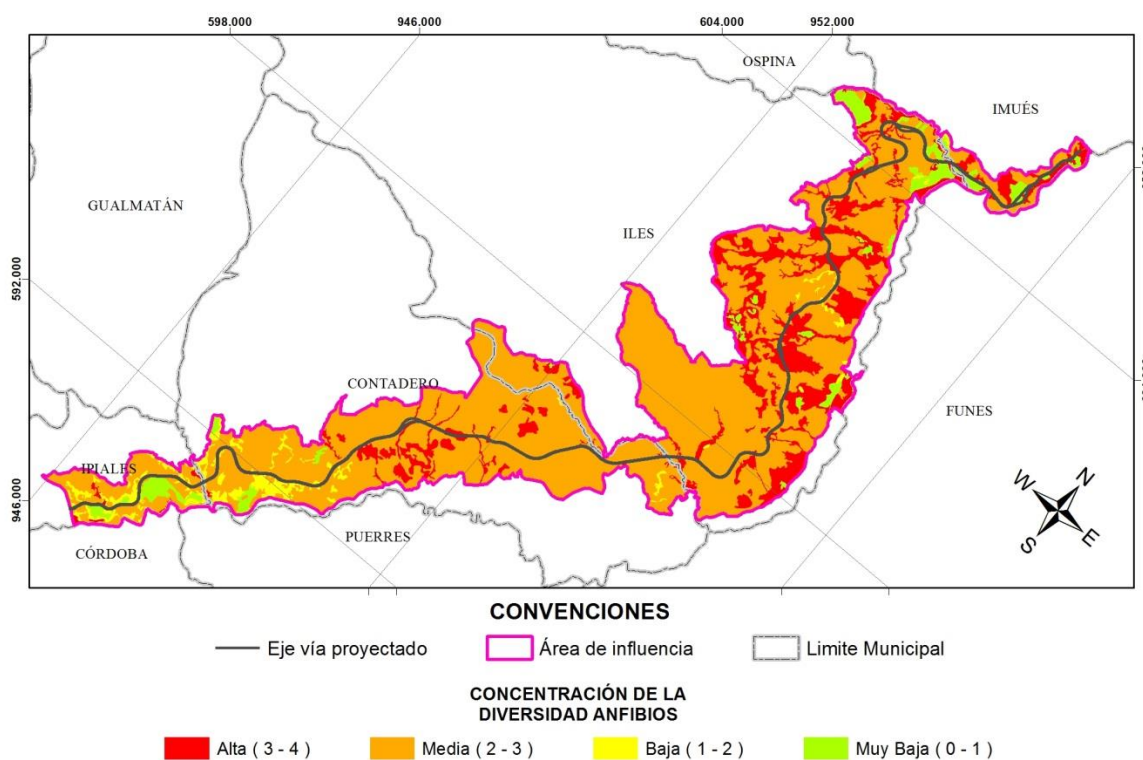 598.000
946.000
604.000
952.000
OSPINA
IMUÉS
GUALMATÁN
ILES
592.000
CONTADERO
FUNES
IPIALES
946.000
PUERRES
CÓRDOBA
N
W
E
S
CONVENCIONES
Eje vía proyectado
Área de influencia
Limite Municipal
CONCENTRACIÓN DE LA
DIVERSIDAD ANFIBIOS
Alta ( 3 - 4 )
Media ( 2 - 3 )
Baja ( 1 - 2 )
Muy Baja ( 0 - 1 )